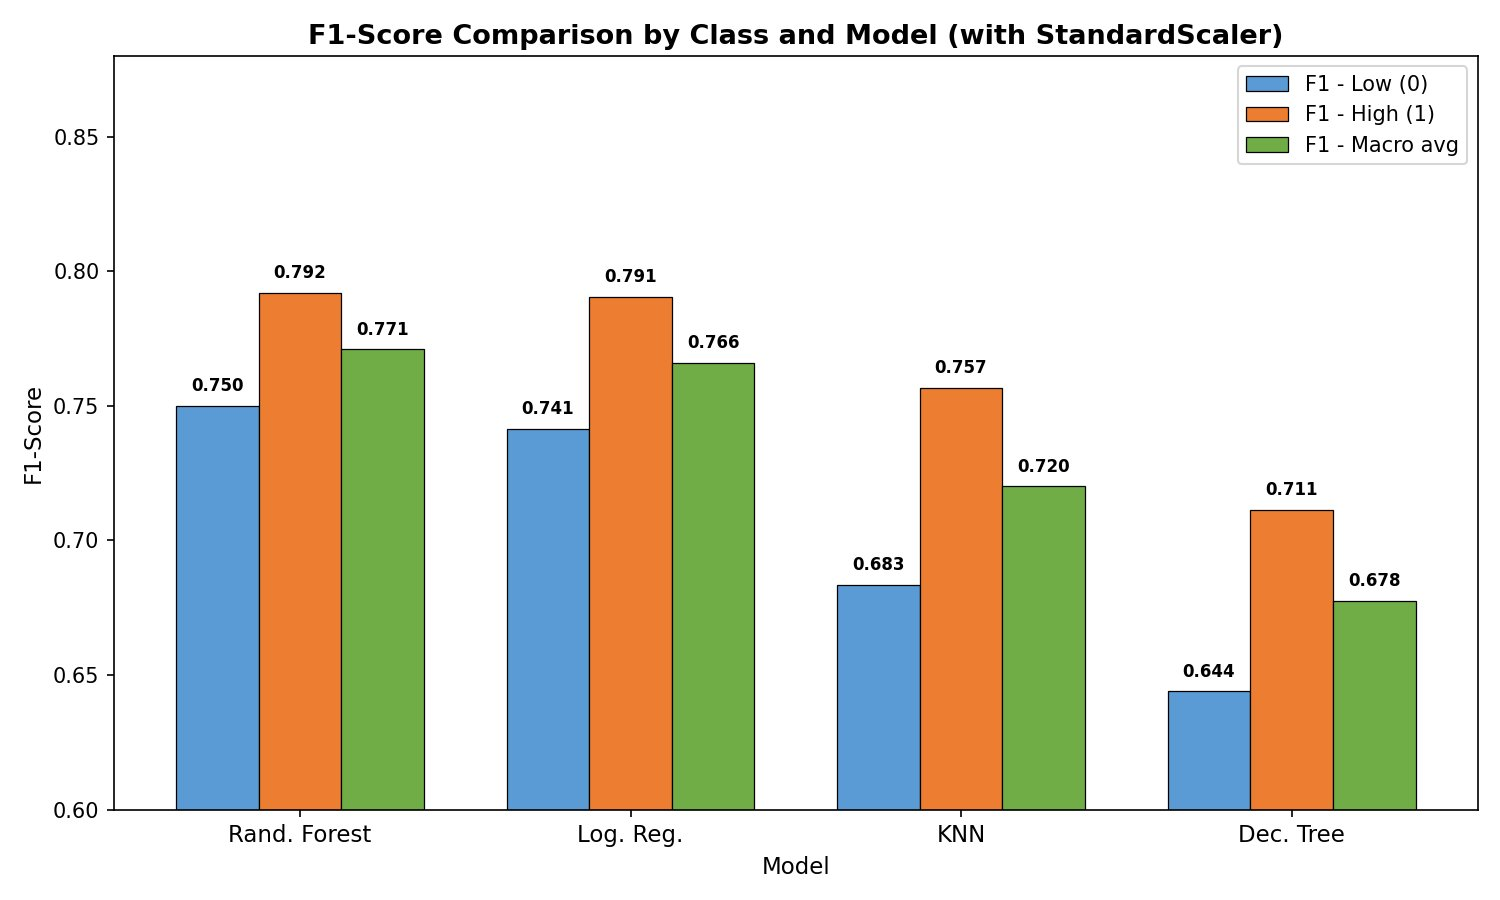 F1-Score Comparison by Class and Model (with StandardScaler)
F1 - Low (0)
F1 - High (1)
F1 - Macro avg
F1-Score
0.85
0.80
0.75
0.70
0.65
0.60
0.750
0.792
0.771
0.741
0.791
0.766
0.683
0.757
0.720
0.644
0.711
0.678
Rand. Forest
Log. Reg.
KNN
Dec. Tree
Model